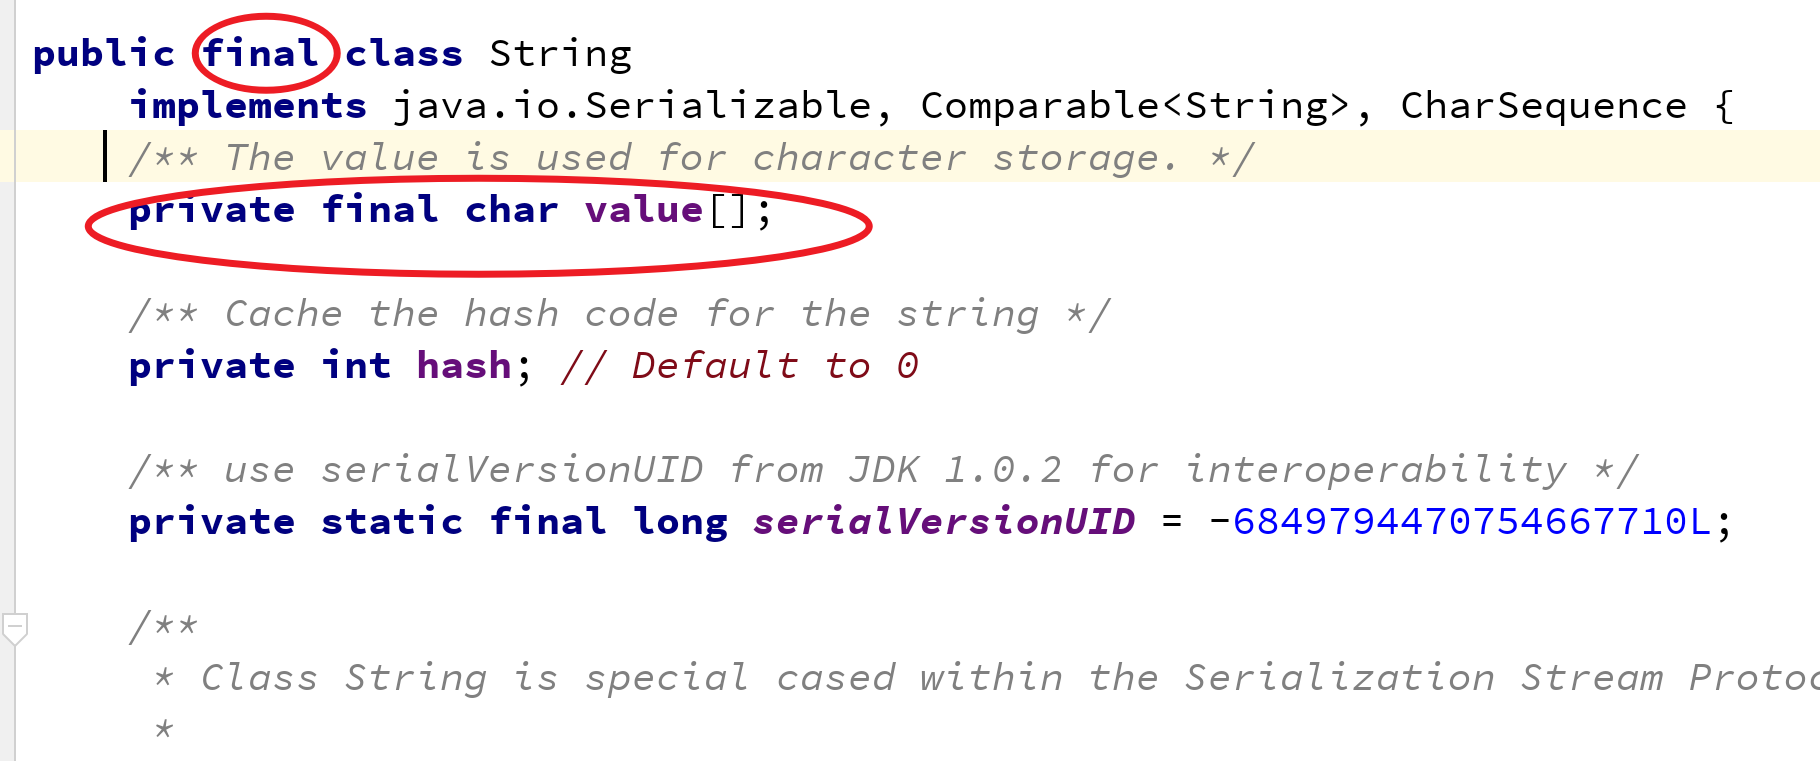 public final class String
implements java.io.Serializable, Comparable<String>, CharSequence {
/** The value is used for character storage. */
private final char value[];
/** Cache the hash code for the string */
private int hash; // Default to 0
/** use serialVersionUID from JDK 1.0.2 for interoperability */
private static final long serialVersionUID = -6849794470754667710L;
/**
* Class String is special cased within the Serialization Stream Protoc
*